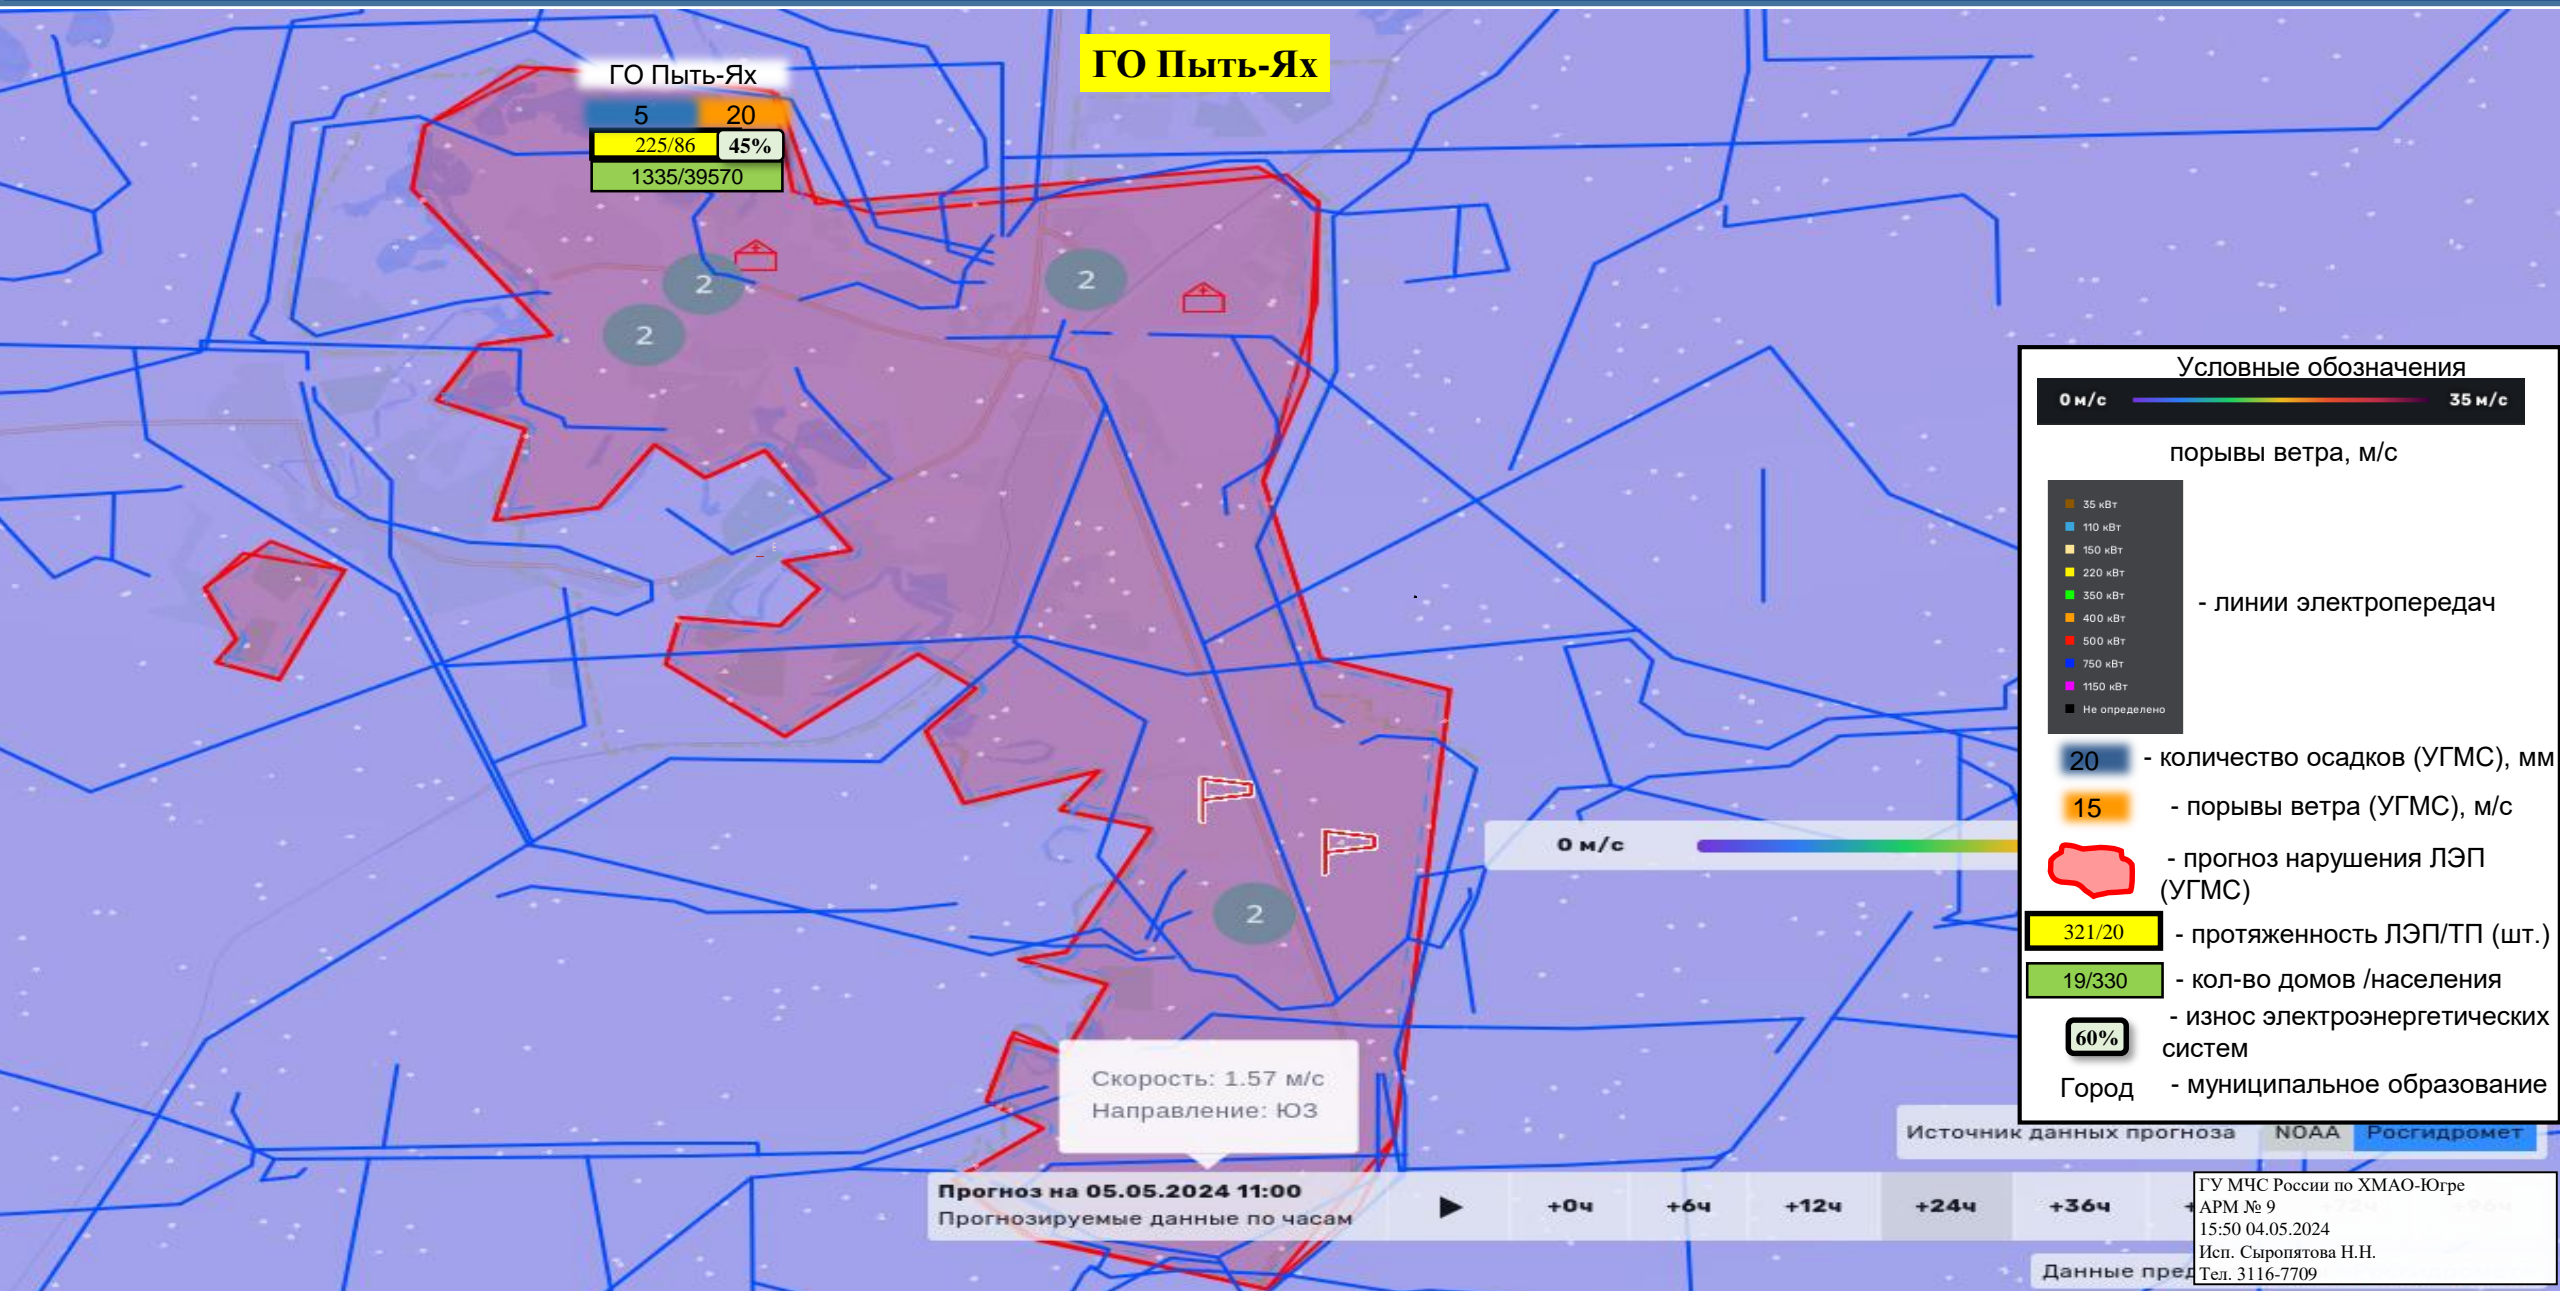 ГО Пыть-Ях
ГО Пыть-Ях
5 20
225/86 45%
1335/39570
2
2
2
2
Условные обозначения
0 м/с 35 м/с
порывы ветра, м/с
35 кВт
110 кВт
150 кВт
220 кВт
350 кВт
400 кВт
500 кВт
750 кВт
1150 кВт
Не определено
- линии электропередач
20 - количество осадков (УГМС), мм
15 - порывы ветра (УГМС), м/с
- прогноз нарушения ЛЭП
(УГМС)
321/20 - протяженность ЛЭП/ТП (шт.)
19/330 - кол-во домов /населения
- износ электроэнергетических
60% систем
Город - муниципальное образование
0 м/с
Скорость: 1.57 м/с
Направление: ЮЗ
Источник данных прогноза NOAA Росгидромет
Прогноз на 05.05.2024 11:00
Прогнозируемые данные по часам
+0ч +6ч +12ч +24ч +36ч
Данные
ГУ МЧС России по ХМАО-Югре
АРМ № 9
15:50 04.05.2024
Исп. Сыропятова Н.Н.
Тел. 3116-7709